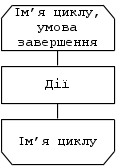 Ім’я циклу,
умова
завершення
Дії
Ім’я циклу